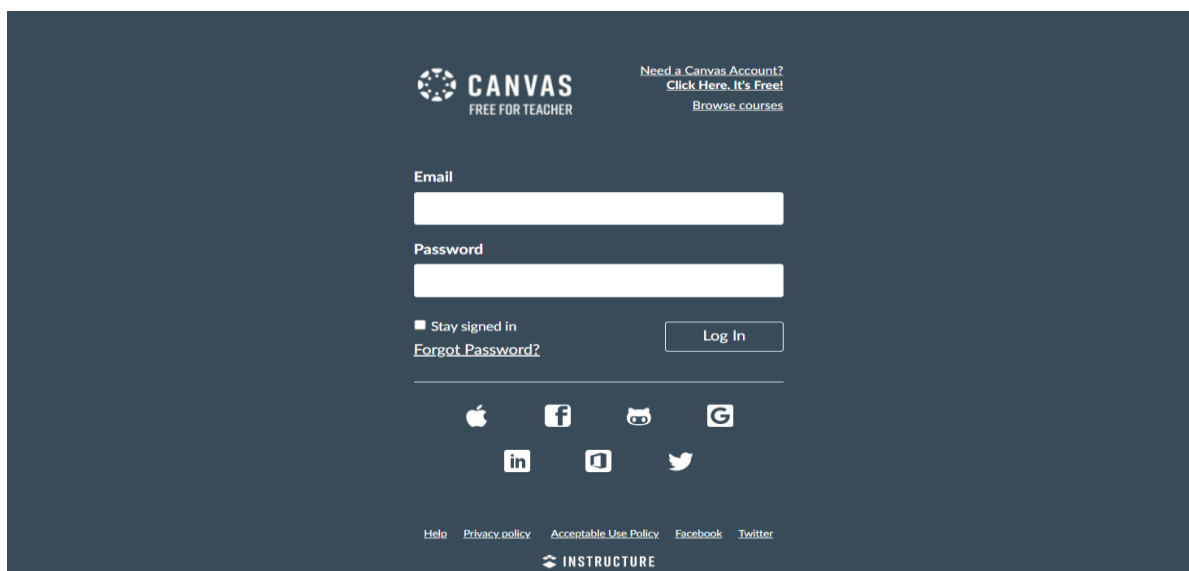 CANVAS
FREE FOR TEACHER
Need a Canvas Account?
Click Here, It's Free!
Browse courses
Email
Password
Stay signed in
Log In
Forgot Password?
Help Privacy policy Acceptable Use Policy Facebook Twitter
INSTRUCTURE